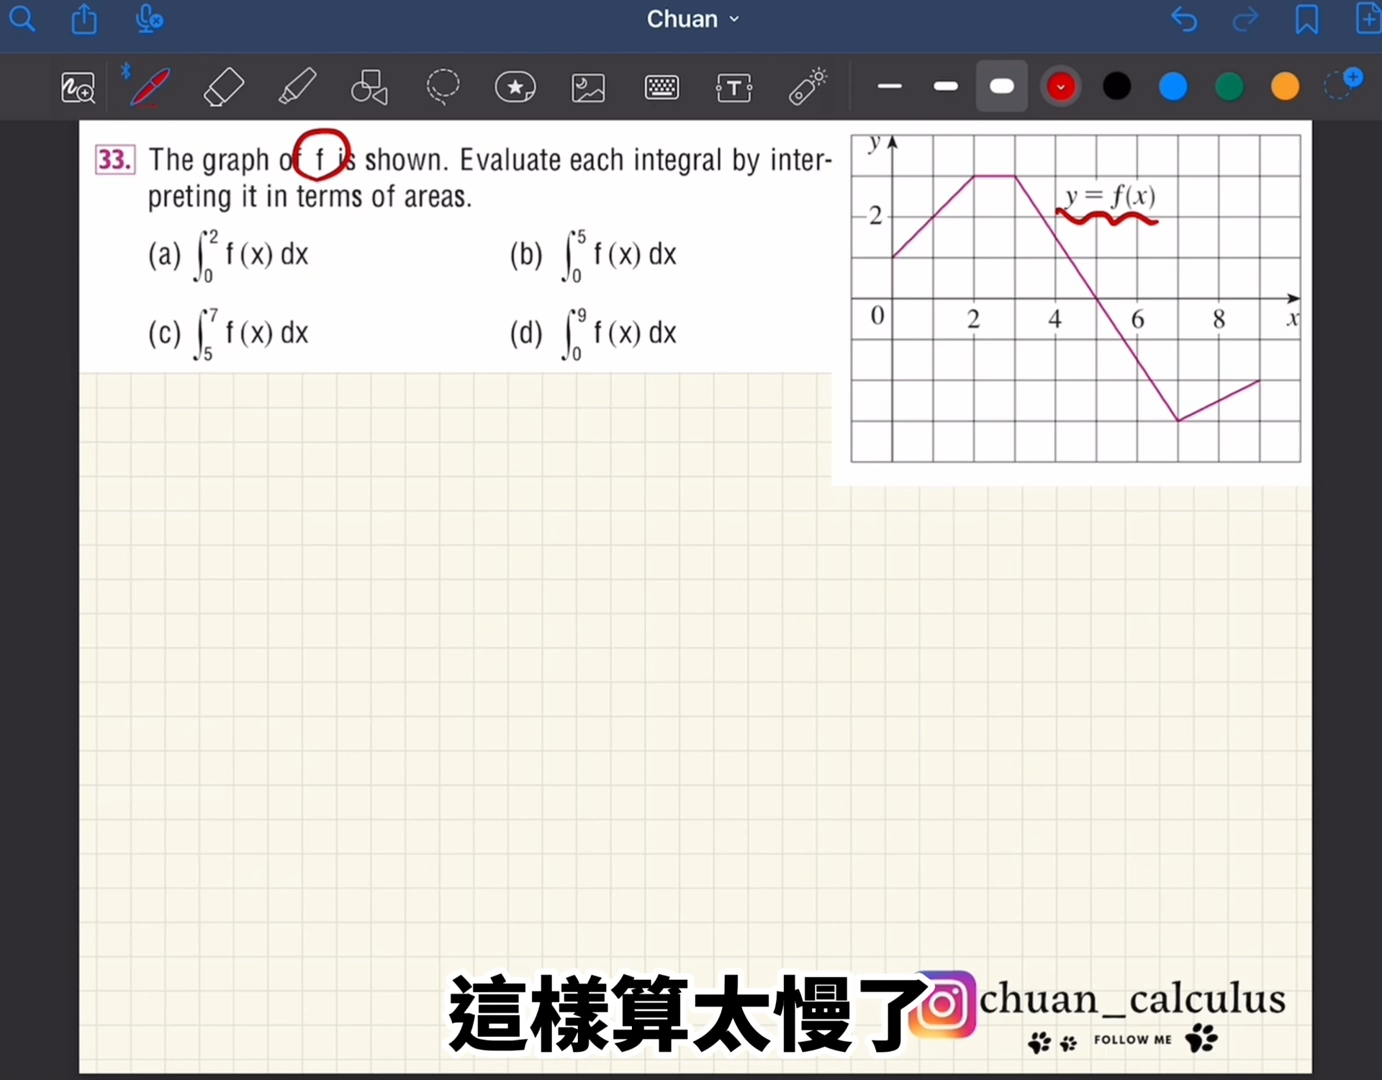 Chuan
33. The graph of f is shown. Evaluate each integral by inter-
preting it in terms of areas.
(a) ∫₀² f (x) dx
(b) ∫₀⁵ f (x) dx
(c) ∫₅⁷ f (x) dx
(d) ∫₀⁹ f (x) dx
y
y = f(x)
2
0 2 4 6 8 x
這樣算太慢了
chuan_calculus
FOLLOW ME